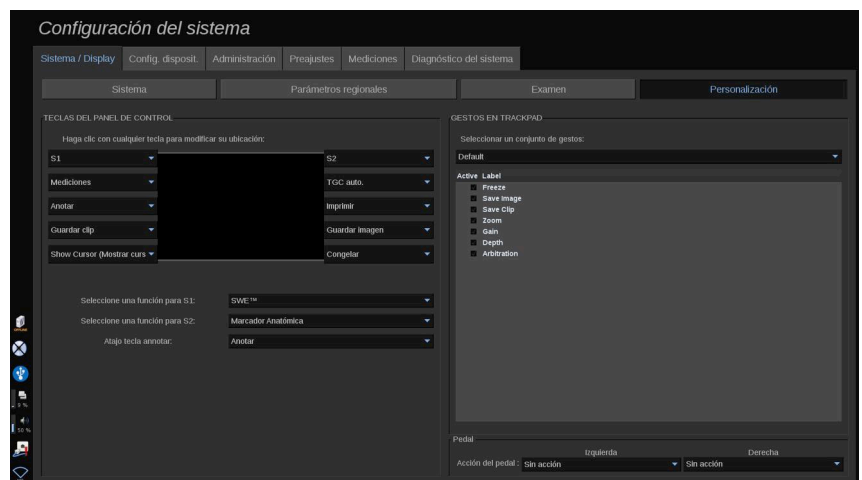 Configuración del sistema
Sistema / Display Config. disposit. Administración Preajustes Mediciones Diagnóstico del sistema
Sistema Parámetros regionales Examen Personalización
TECLAS DEL PANEL DE CONTROL
Haga clic con cualquier tecla para modificar su ubicación:
S1 S2
Mediciones TGC auto.
Anotar Imprimir
Guardar clip Guardar imagen
Show Cursor (Mostrar curs Congelar
Seleccione una función para S1: SWE™
Seleccione una función para S2: Marcador Anatómica
Atajo tecla annotar: Anotar
GESTOS EN TRACKPAD
Seleccionar un conjunto de gestos:
Default
Active Label
Freeze
Save Image
Save Clip
Zoom
Gain
Depth
Arbitration
Pedal
Izquierda Derecha
Acción del pedal : Sin acción Sin acción
5 %
50 %